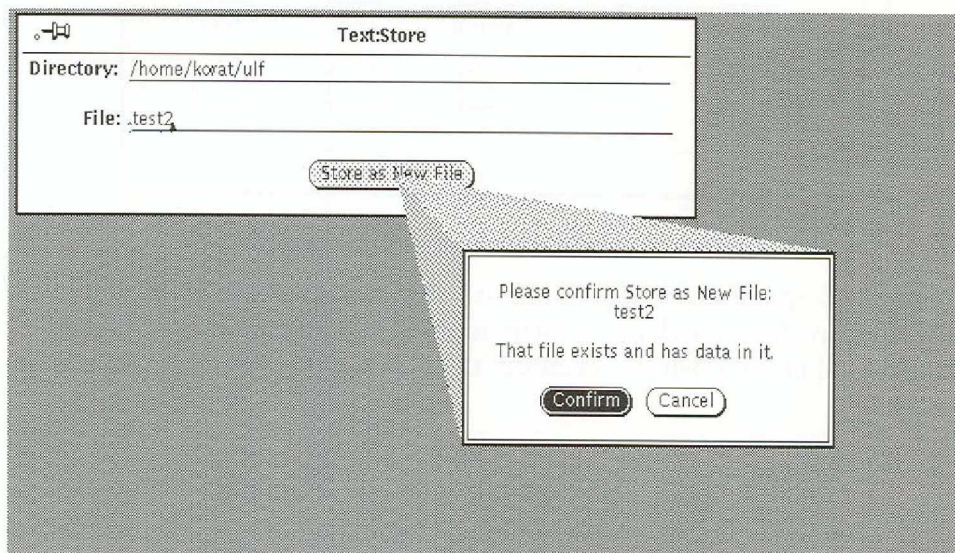 Text:Store
Directory: /home/korat/ulf
File: test2
Store as New File
Please confirm Store as New File:
test2
That file exists and has data in it.
Confirm Cancel